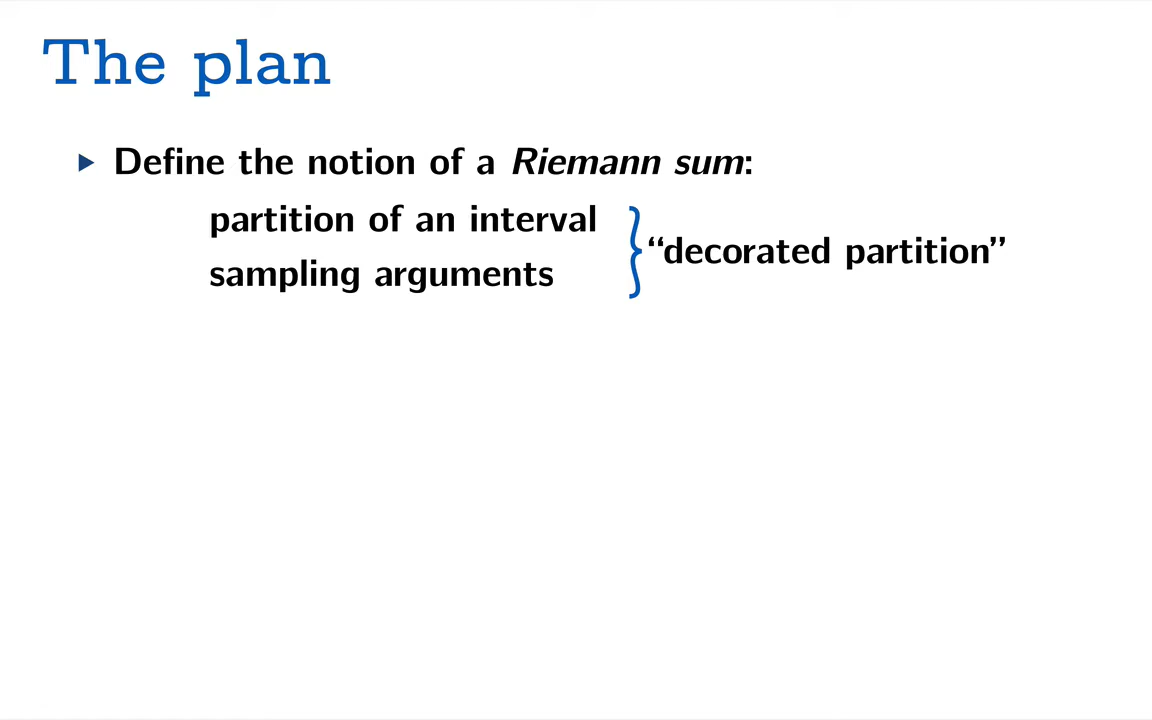 The plan
▶ Define the notion of a Riemann sum:
partition of an interval
sampling arguments
“decorated partition”